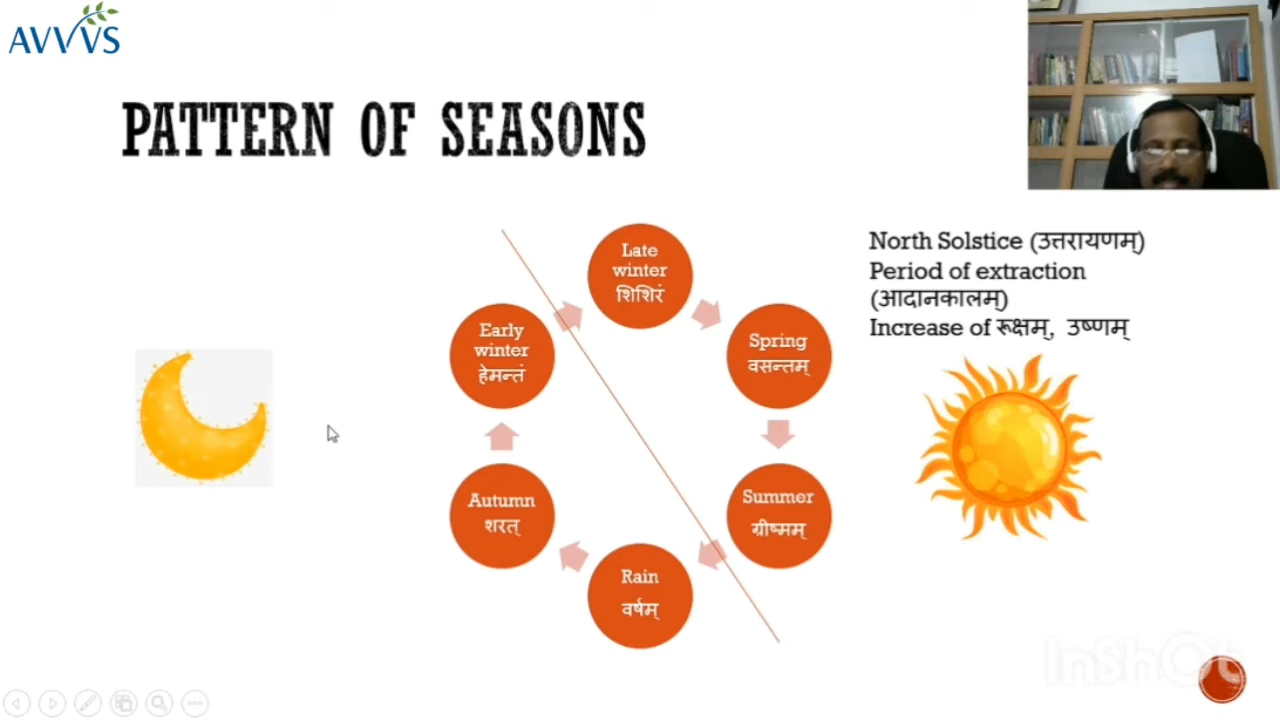 AVVVS
PATTERN OF SEASONS
North Solstice (उत्तरायणम्)
Period of extraction
(आदानकालम्)
Increase of रूक्षम्, उष्णम्
Late
winter
शिशिरं
Spring
वसन्तम्
Summer
ग्रीष्मम्
Rain
वर्षम्
Autumn
शरत्
Early
winter
हेमन्तं
InShOt